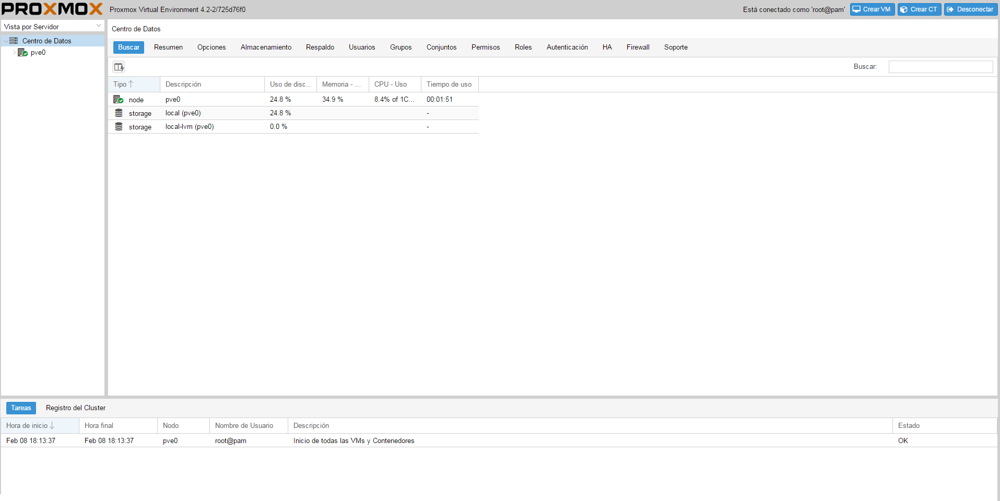 PROXMOX Proxmox Virtual Environment 4.2-2/725d76f0 Está conectado como 'root@pam' Crear VM Crear CT Desconectar
Vista por Servidor
Centro de Datos
pve0
Centro de Datos
Buscar Resumen Opciones Almacenamiento Respaldo Usuarios Grupos Conjuntos Permisos Roles Autenticación HA Firewall Soporte
Buscar:
Tipo Descripción Uso de disc... Memoria - ... CPU - Uso Tiempo de uso
node pve0 24.8 % 34.9 % 8.4% of 1C... 00:01:51
storage local (pve0) 24.8 % -
storage local-lvm (pve0) 0.0 % -
Tareas Registro del Cluster
Hora de inicio Hora final Nodo Nombre de Usuario Descripción Estado
Feb 08 18:13:37 Feb 08 18:13:37 pve0 root@pam Inicio de todas las VMs y Contenedores OK